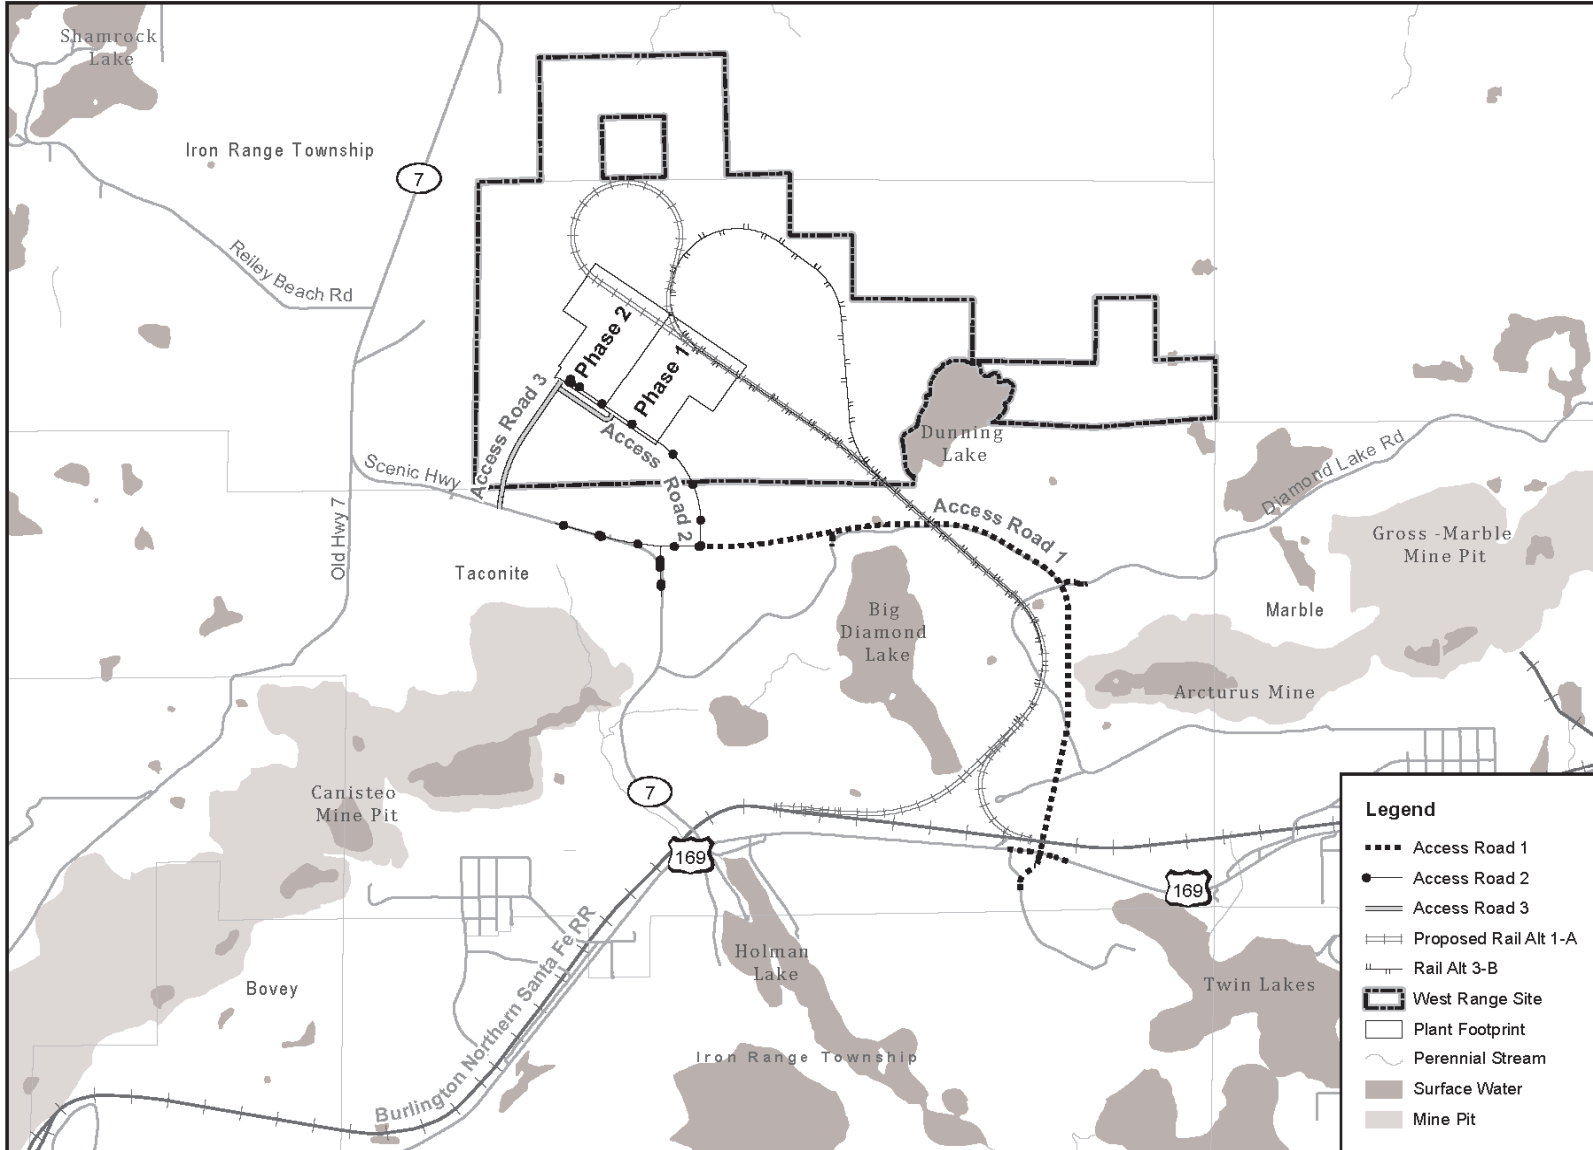 Shamrock
Lake
Iron Range Township
7
Reiley Beach Rd
Phase 2
Phase 1
Access Road 3
Access
Road 2
Dunning
Lake
Scenic Hwy
Diamond Lake Rd
Access Road 1
Old Hwy 7
Gross -Marble
Mine Pit
Taconite
Big
Diamond
Lake
Marble
Arcturus Mine
Canisteo
Mine Pit
7
169
169
Burlington Northern Santa Fe RR
Holman
Lake
Bovey
Twin Lakes
Iron Range Township
Legend
Access Road 1
Access Road 2
Access Road 3
Proposed Rail Alt 1-A
Rail Alt 3-B
West Range Site
Plant Footprint
Perennial Stream
Surface Water
Mine Pit